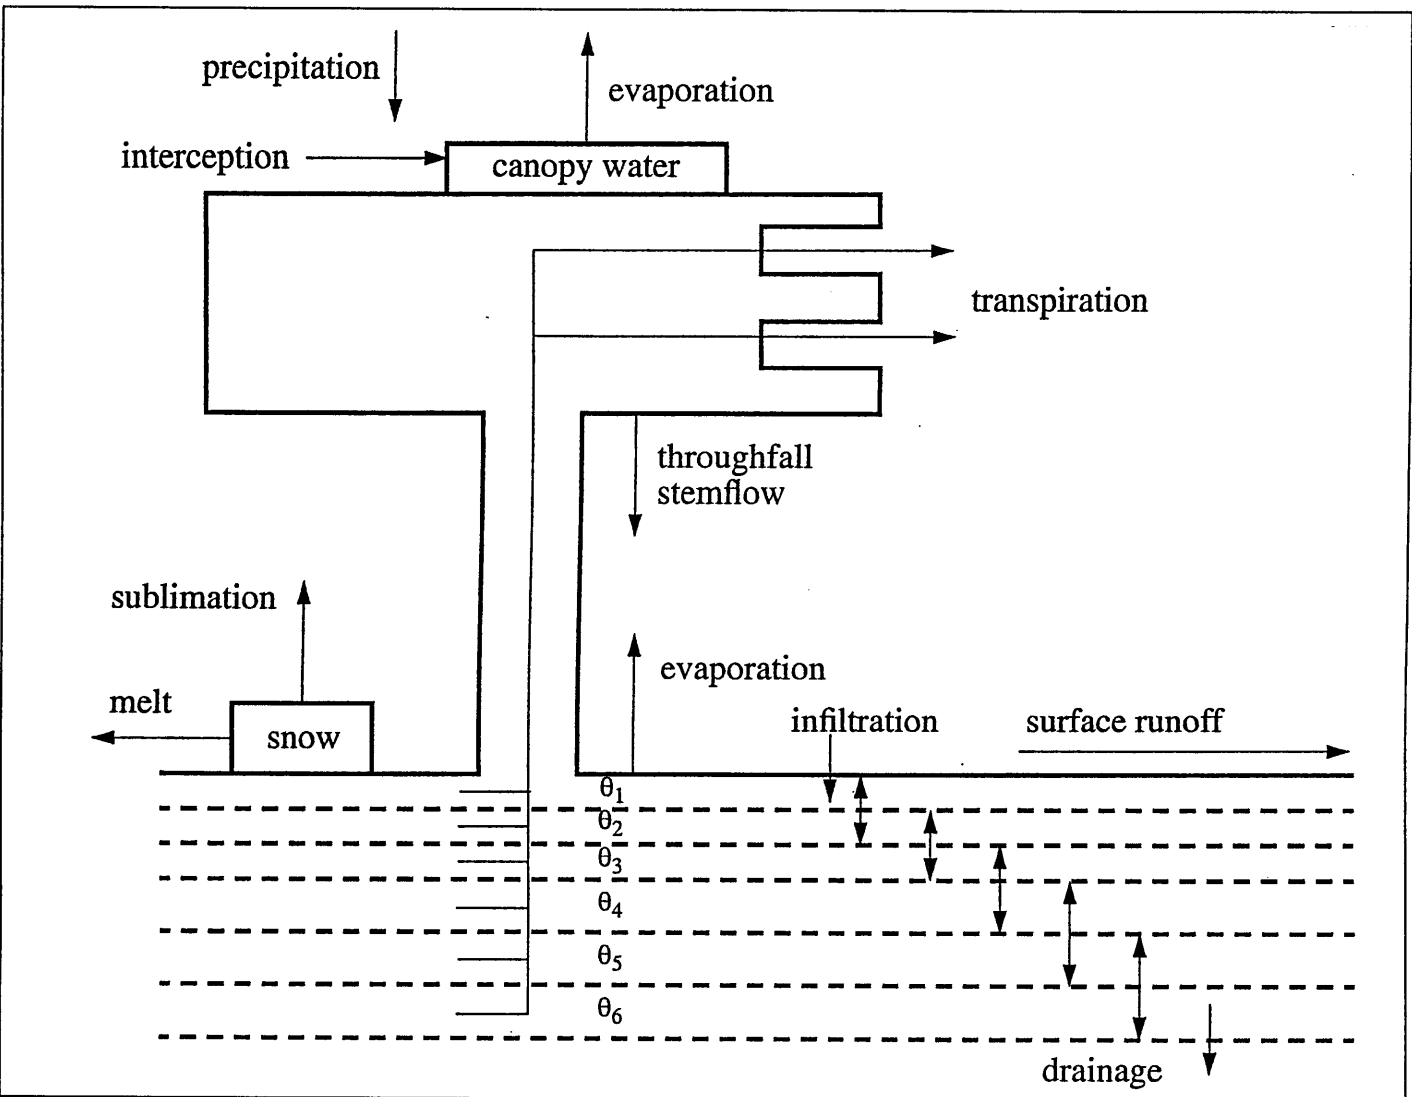 precipitation
evaporation
interception
canopy water
transpiration
throughfall
stemflow
sublimation
evaporation
melt
infiltration
surface runoff
snow
θ1
θ2
θ3
θ4
θ5
θ6
drainage